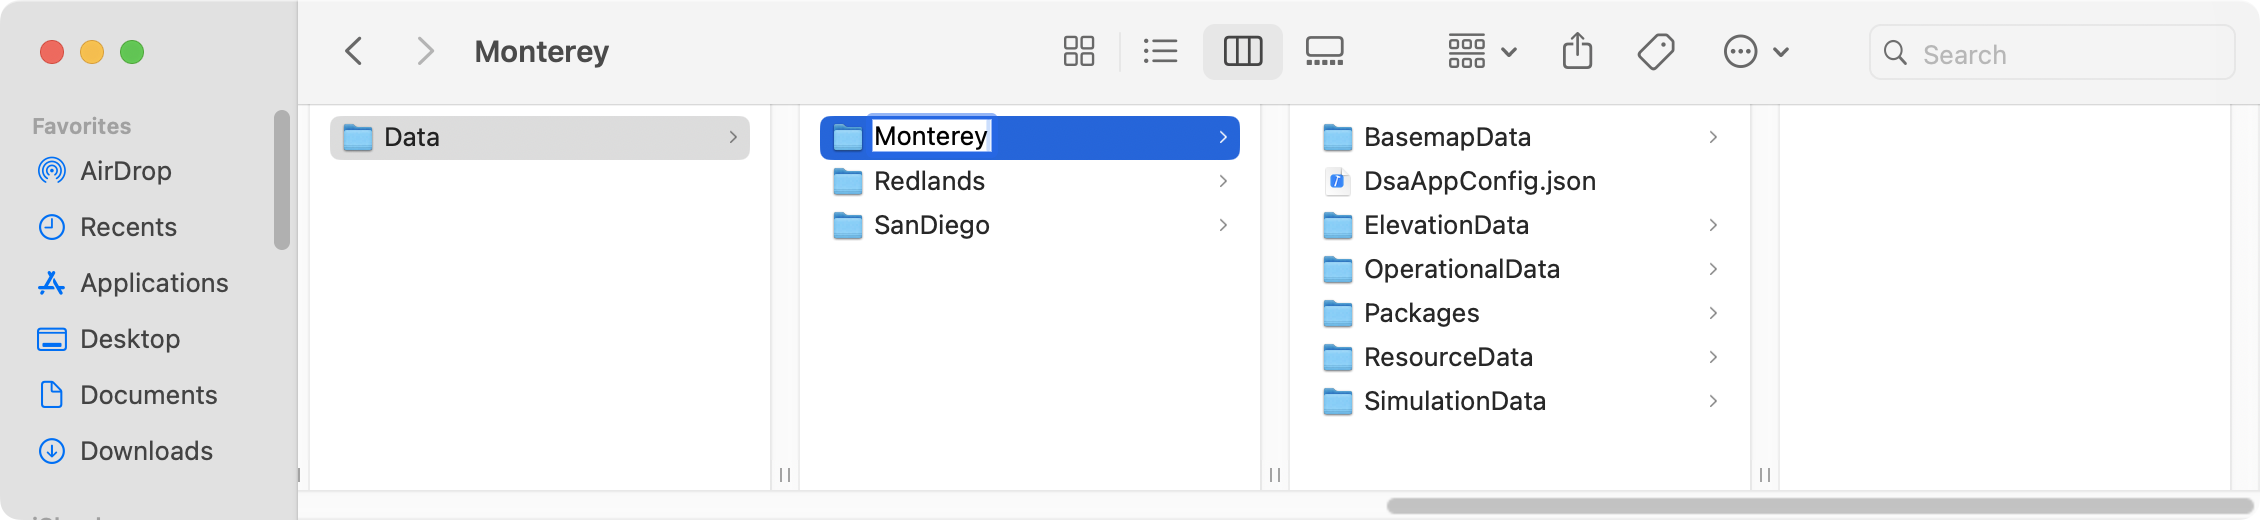 Monterey
Search
Favorites
AirDrop
Recents
Applications
Desktop
Documents
Downloads
Data
Monterey
Redlands
SanDiego
BasemapData
DsaAppConfig.json
ElevationData
OperationalData
Packages
ResourceData
SimulationData